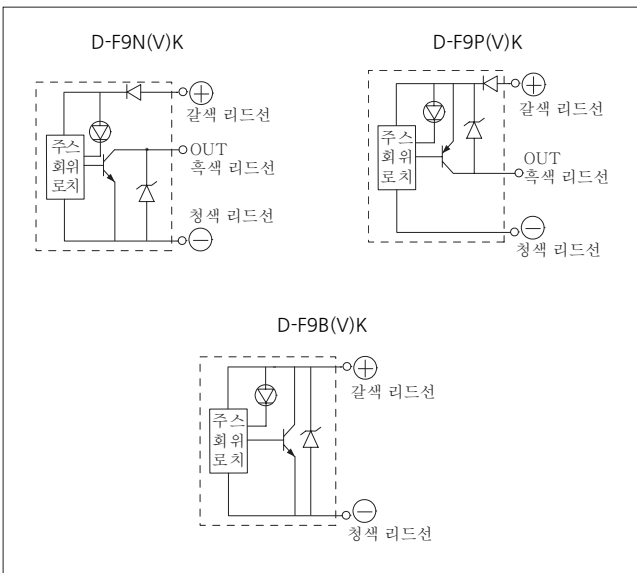 D-F9N(V)K
갈색 리드선
OUT
흑색 리드선
주스
회위
로치
청색 리드선
D-F9P(V)K
갈색 리드선
주스
회위
로치
OUT
흑색 리드선
청색 리드선
D-F9B(V)K
갈색 리드선
주스
회위
로치
청색 리드선